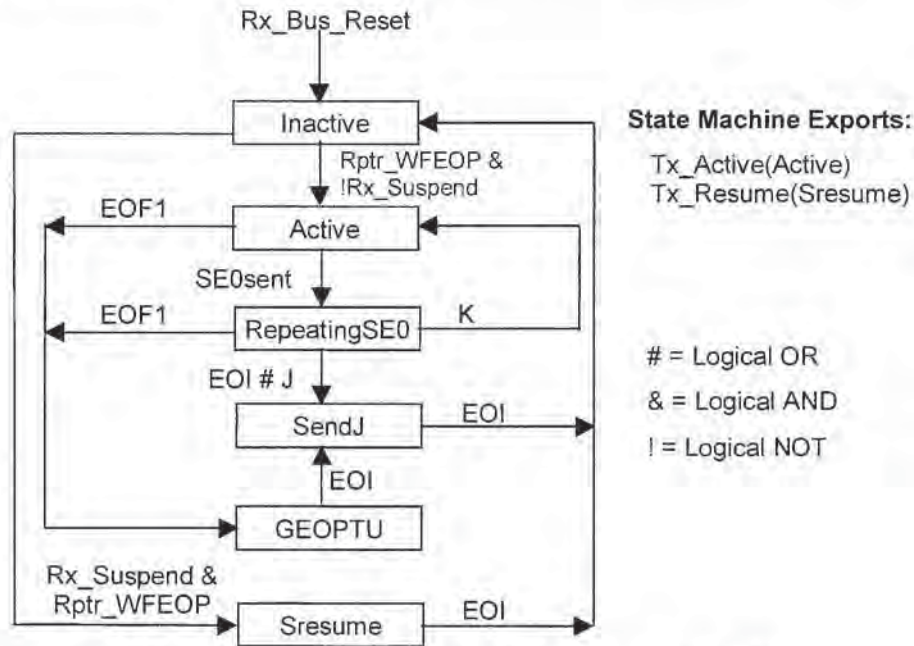 Rx_Bus_Reset
Inactive
State Machine Exports:
Rptr_WFEOP &
!Rx_Suspend
Tx_Active(Active)
Tx_Resume(Sresume)
EOF1
Active
SE0sent
EOF1
RepeatingSE0
K
# = Logical OR
EOI # J
& = Logical AND
SendJ
EOI
! = Logical NOT
EOI
GEOPTU
Rx_Suspend &
Rptr_WFEOP
Sresume
EOI